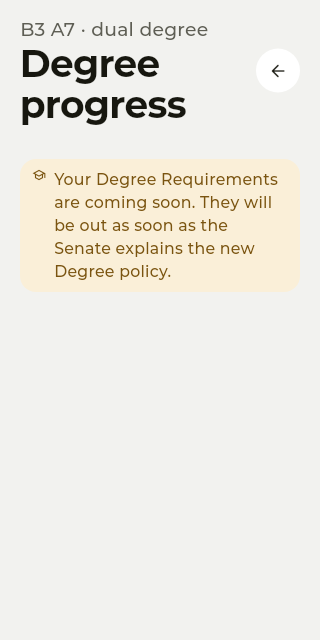 B3 A7 · dual degree
Degree
progress
Your Degree Requirements
are coming soon. They will
be out as soon as the
Senate explains the new
Degree policy.